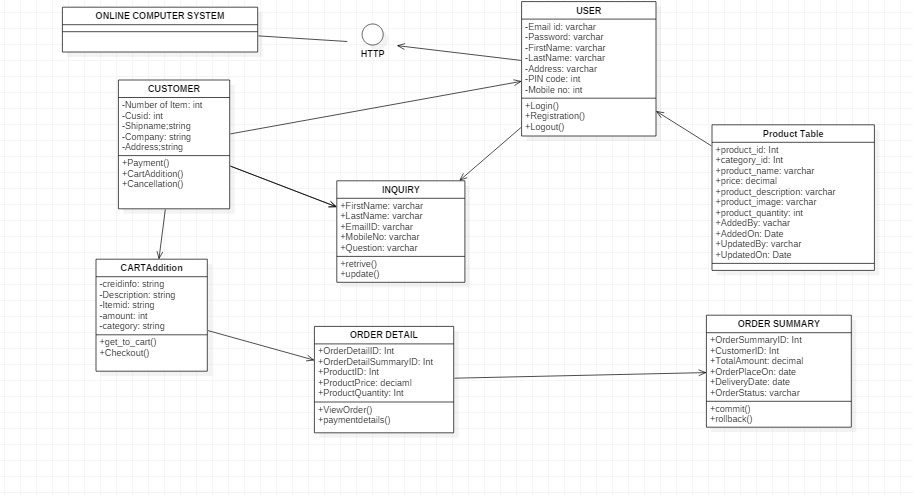 ONLINE COMPUTER SYSTEM
HTTP
USER
-Email id: varchar
-Password: varchar
-FirstName: varchar
-LastName: varchar
-Address: varchar
-PIN code: int
-Mobile no: int
+Login()
+Registration()
+Logout()
CUSTOMER
-Number of Item: int
-Cusid: int
-Shipname;string
-Company: string
-Address;string
+Payment()
+CartAddition()
+Cancellation()
Product Table
+product_id: Int
+category_id: Int
+product_name: varchar
+price: decimal
+product_description: varchar
+product_image: varchar
+product_quantity: int
+AddedBy: vachar
+AddedOn: Date
+UpdatedBy: varchar
+UpdatedOn: Date
INQUIRY
+FirstName: varchar
+LastName: varchar
+EmailID: varchar
+MobileNo: varchar
+Question: varchar
+retrive()
+update()
CARTAddition
-creidinfo: string
-Description: string
-Itemid: string
-amount: int
-category: string
+get_to_cart()
+Checkout()
ORDER DETAIL
+OrderDetailID: Int
+OrderDetailSummaryID: Int
+ProductID: Int
+ProductPrice: deciaml
+ProductQuantity: Int
+ViewOrder()
+paymentdetails()
ORDER SUMMARY
+OrderSummaryID: Int
+CustomerID: Int
+TotalAmount: decimal
+OrderPlaceOn: date
+DeliveryDate: date
+OrderStatus: varchar
+commit()
+rollback()